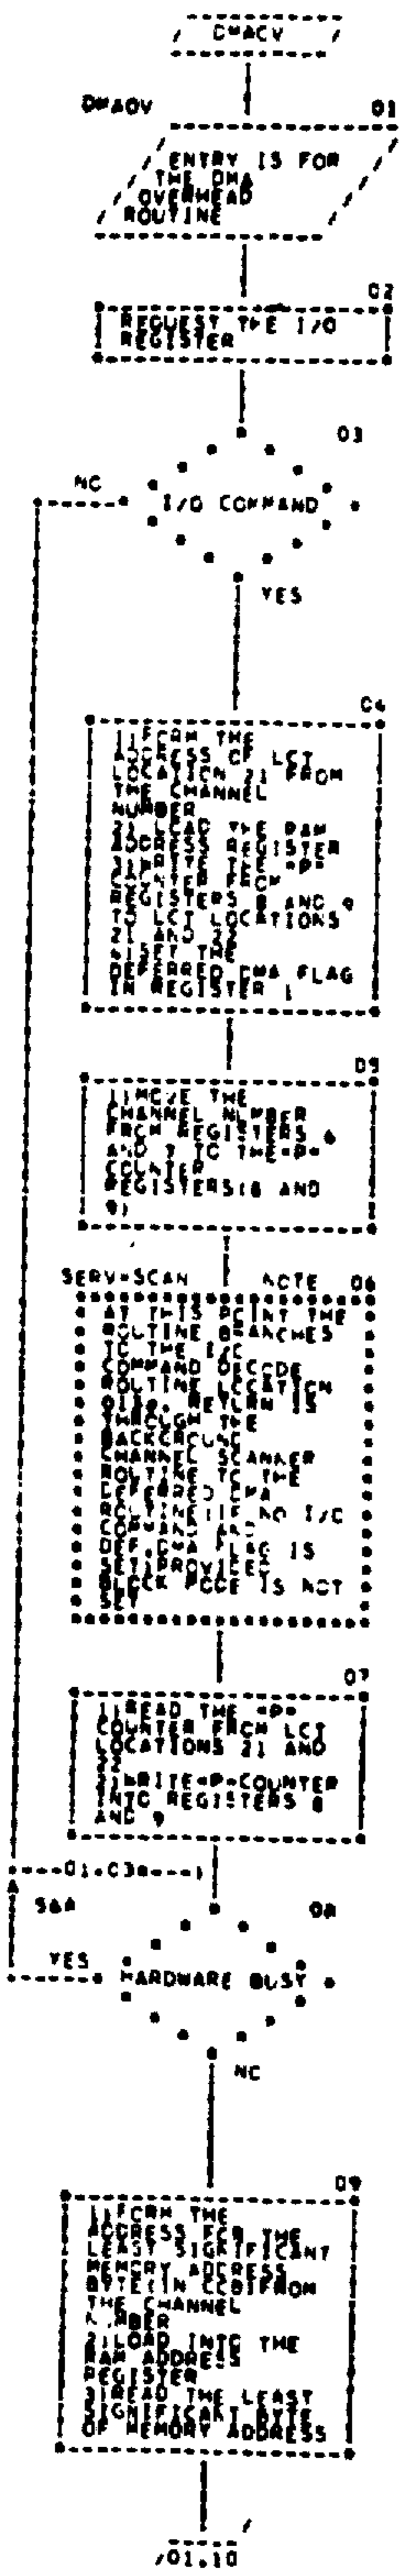 DMAOV
DMAOV 01
ENTRY IS FOR
THE DMA
OVERHEAD
ROUTINE
02
REQUEST THE I/O
REGISTER
03
NO
I/O COMMAND
YES
04
1)FORM THE
ADDRESS OF LCT
LOCATION 21 FROM
THE CHANNEL
NUMBER
2)LOAD THE RAM
ADDRESS REGISTER
3)WRITE THE *P*
COUNTER FROM
REGISTERS 8 AND 9
TO LCT LOCATIONS
21 AND 22
4)SET THE
DEFERRED DMA FLAG
IN REGISTER 1
05
1)MOVE THE
CHANNEL NUMBER
FROM REGISTERS 6
AND 7 TO THE*P*
COUNTER
REGISTERS(8 AND
9)
SERV-SCAN NOTE 06
AT THIS POINT THE
ROUTINE BRANCHES
TO THE I/O
COMMAND DECODE
ROUTINE LOCATION
RETURN IS
THROUGH THE
BACKGROUND
CHANNEL SCANNER
ROUTINE TO THE
DEFERRED DMA
ROUTINE IF NO I/O
COMMAND AND
DEF.DMA FLAG IS
SET,PROVIDED
BLOCK MODE IS NOT
SET
07
1)READ THE *P*
COUNTER FROM LCT
LOCATIONS 21 AND
22
2)WRITE*P*COUNTER
INTO REGISTERS 8
AND 9
01.03
08
YES
HARDWARE BUSY
NO
09
1)FORM THE
ADDRESS FOR THE
LEAST SIGNIFICANT
MEMORY ADDRESS
BYTE(IN CCB)FROM
THE CHANNEL
NUMBER
2)LOAD INTO THE
RAM ADDRESS
REGISTER
3)READ THE LEAST
SIGNIFICANT BYTE
OF MEMORY ADDRESS
/01.10